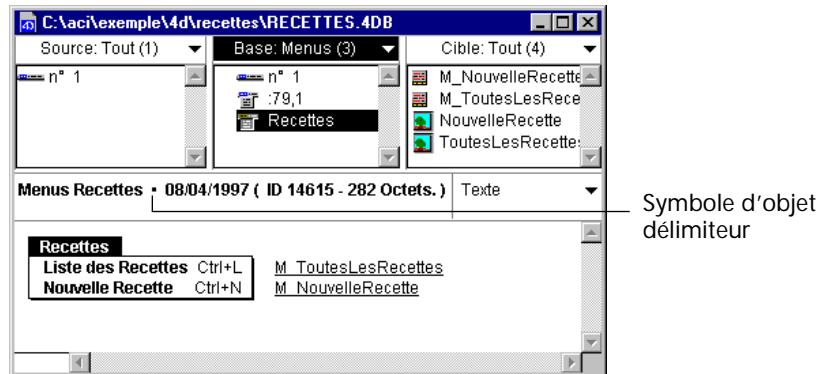 C:\aci\exemple\4d\recettes\RECETTES.4DB
Source: Tout (1) Base: Menus (3) Cible: Tout (4)
n° 1 n° 1 M_NouvelleRecette
:79,1 M_ToutesLesRece
Recettes NouvelleRecette
ToutesLesRecettes
Menus Recettes • 08/04/1997 ( ID 14615 - 282 Octets. ) Texte
Symbole d'objet
délimiteur
Recettes
Liste des Recettes Ctrl+L M_ToutesLesRecettes
Nouvelle Recette Ctrl+N M_NouvelleRecette